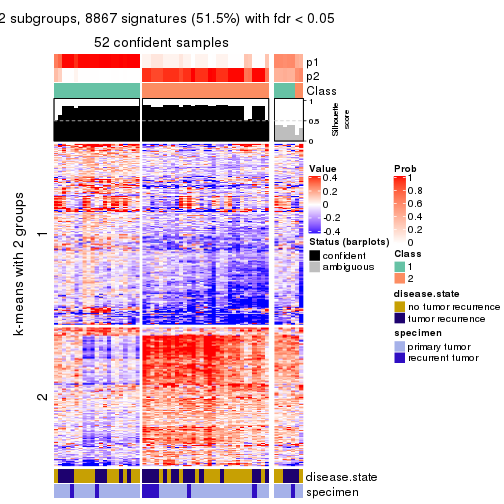 2 subgroups, 8867 signatures (51.5%) with fdr < 0.05
52 confident samples
p1
p2
Class
1
0.5
0
Silhouette
score
k-means with 2 groups
1
2
Value
0.4
0.2
0
-0.2
-0.4
Status (barplots)
confident
ambiguous
Prob
1
0.8
0.6
0.4
0.2
0
Class
1
2
disease.state
no tumor recurrence
tumor recurrence
specimen
primary tumor
recurrent tumor
disease.state
specimen